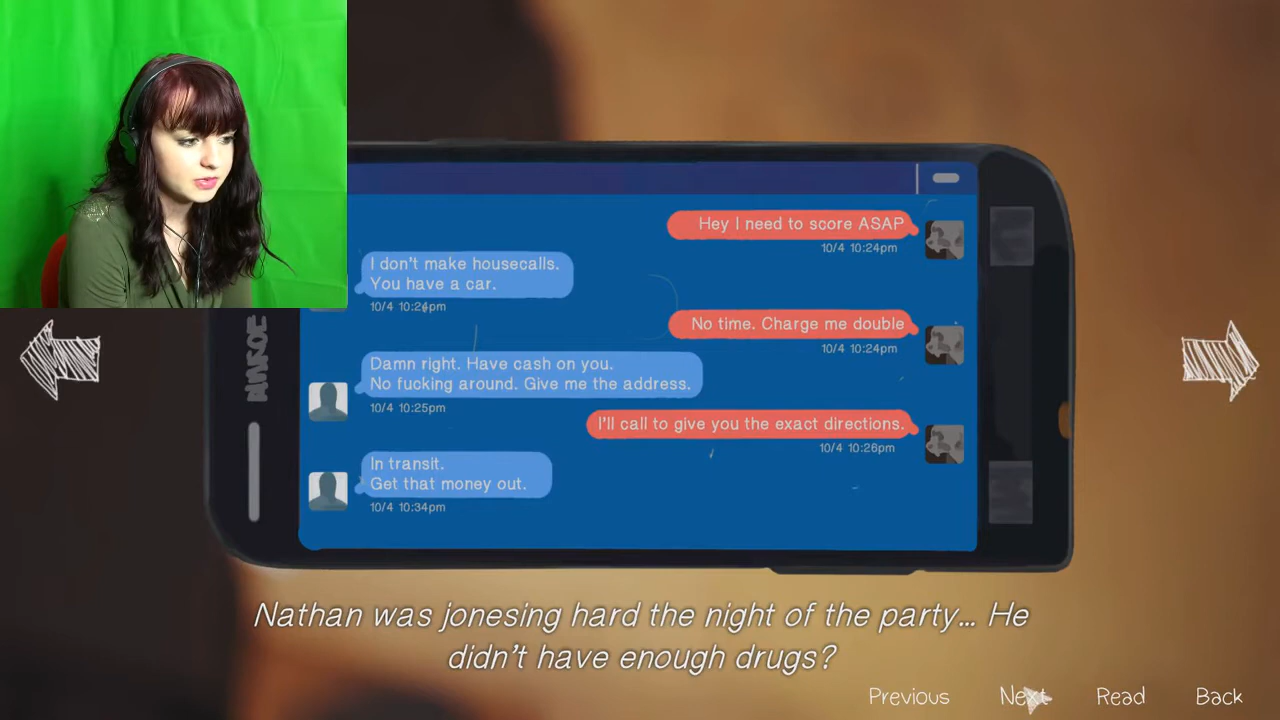 Hey I need to score ASAP
10/4 10:24pm
I don't make housecalls.
You have a car.
10/4 10:24pm
No time. Charge me double
10/4 10:24pm
Damn right. Have cash on you.
No fucking around. Give me the address.
10/4 10:25pm
I'll call to give you the exact directions.
10/4 10:26pm
In transit.
Get that money out.
10/4 10:34pm
Nathan was jonesing hard the night of the party... He
didn't have enough drugs?
Previous Next Read Back